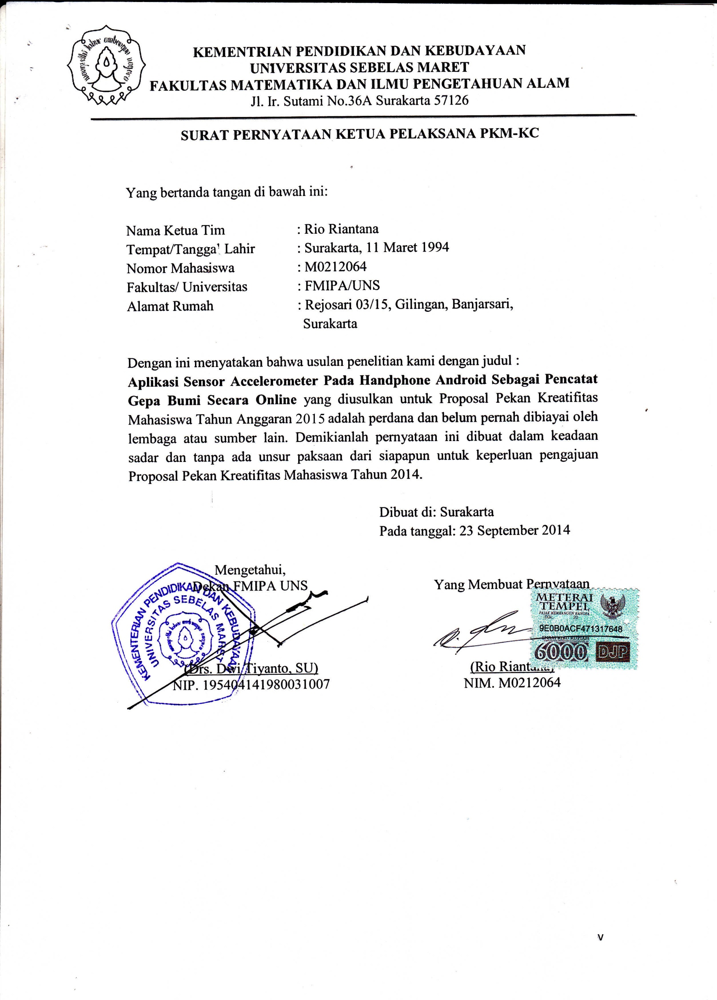 KEMENTRIAN PENDIDIKAN DAN KEBUDAYAAN
UNIVERSITAS SEBELAS MARET
FAKULTAS MATEMATIKA DAN ILMU PENGETAHUAN ALAM
Jl. Ir. Sutami No.36A Surakarta 57126
SURAT PERNYATAAN KETUA PELAKSANA PKM-KC
Yang bertanda tangan di bawah ini:
Nama Ketua Tim : Rio Riantana
Tempat/Tanggal Lahir : Surakarta, 11 Maret 1994
Nomor Mahasiswa : M0212064
Fakultas/ Universitas : FMIPA/UNS
Alamat Rumah : Rejosari 03/15, Gilingan, Banjarsari,
Surakarta
Dengan ini menyatakan bahwa usulan penelitian kami dengan judul :
Aplikasi Sensor Accelerometer Pada Handphone Android Sebagai Pencatat
Gepa Bumi Secara Online yang diusulkan untuk Proposal Pekan Kreatifitas
Mahasiswa Tahun Anggaran 2015 adalah perdana dan belum pernah dibiayai oleh
lembaga atau sumber lain. Demikianlah pernyataan ini dibuat dalam keadaan
sadar dan tanpa ada unsur paksaan dari siapapun untuk keperluan pengajuan
Proposal Pekan Kreatifitas Mahasiswa Tahun 2014.
Dibuat di: Surakarta
Pada tanggal: 23 September 2014
Mengetahui,
Dekan FMIPA UNS
KEMENTERIAN PENDIDIKAN DAN KEBUDAYAAN
UNIVERSITAS SEBELAS MARET
(Drs. Dwi Tiyanto, SU)
NIP. 195404141980031007
Yang Membuat Pernyataan
METERAI
TEMPEL
PAJAK MEMBANGUN BANGSA
TGL. 20
9E0B0ACF471317648
ENAM RIBU RUPIAH
6000 DJP
(Rio Riantana)
NIM. M0212064
v